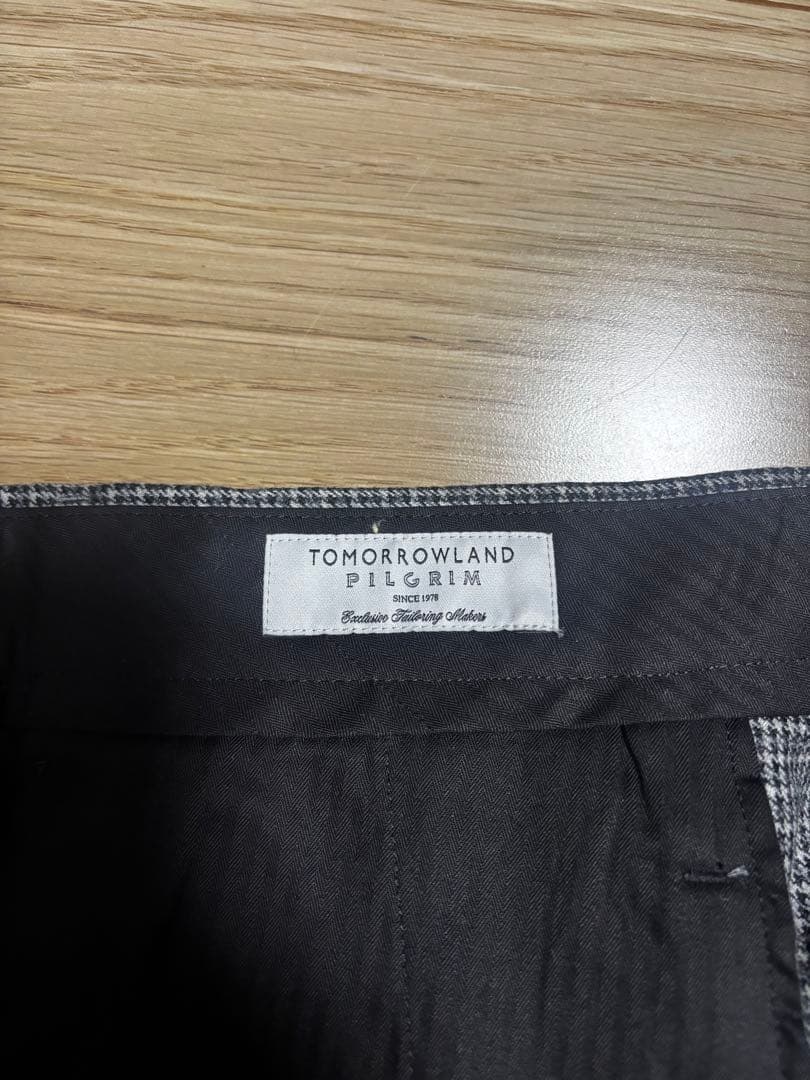 TOMORROWLAND
PILGRIM
SINCE 1978
Exclusive Tailoring Makers